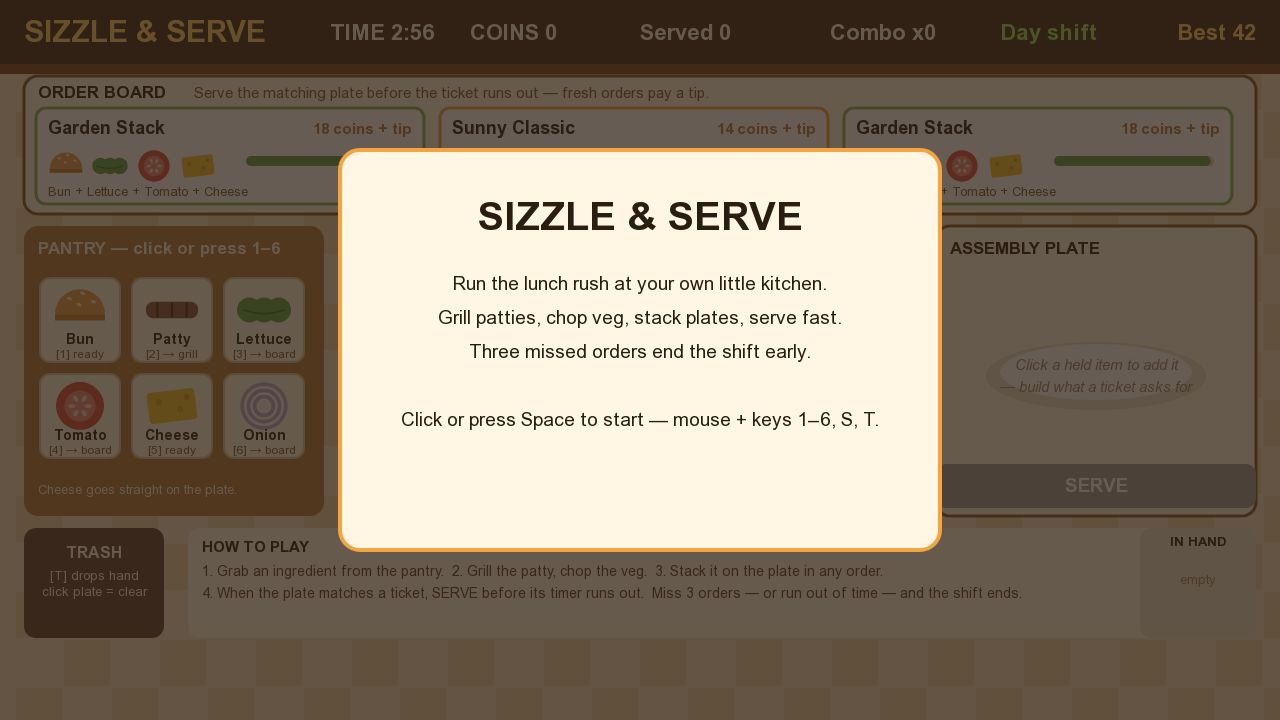 SIZZLE & SERVE
TIME 2:56
COINS 0
Served 0
Combo x0
Day shift
Best 42
ORDER BOARD
Serve the matching plate before the ticket runs out — fresh orders pay a tip.
Garden Stack
18 coins + tip
Bun + Lettuce + Tomato + Cheese
Sunny Classic
14 coins + tip
Garden Stack
18 coins + tip
+ Tomato + Cheese
SIZZLE & SERVE
Run the lunch rush at your own little kitchen.
Grill patties, chop veg, stack plates, serve fast.
Three missed orders end the shift early.
Click or press Space to start — mouse + keys 1–6, S, T.
PANTRY — click or press 1–6
Bun
[1] ready
Patty
[2] → grill
Lettuce
[3] → board
Tomato
[4] → board
Cheese
[5] ready
Onion
[6] → board
Cheese goes straight on the plate.
ASSEMBLY PLATE
Click a held item to add it
— build what a ticket asks for
SERVE
TRASH
[T] drops hand
click plate = clear
HOW TO PLAY
1. Grab an ingredient from the pantry.  2. Grill the patty, chop the veg.  3. Stack it on the plate in any order.
4. When the plate matches a ticket, SERVE before its timer runs out.  Miss 3 orders — or run out of time — and the shift ends.
IN HAND
empty